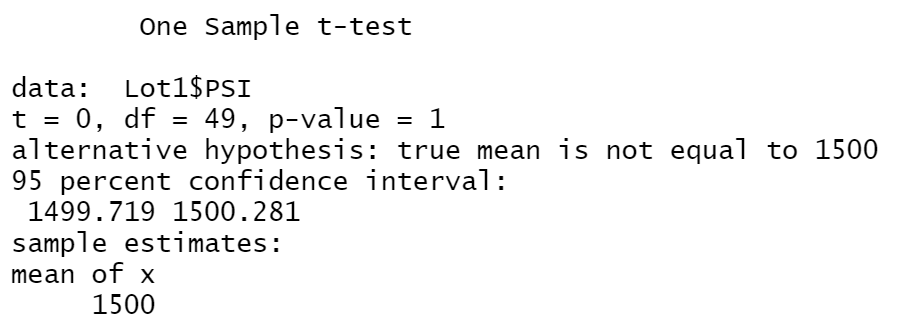 One Sample t-test
data:  Lot1$PSI
t = 0, df = 49, p-value = 1
alternative hypothesis: true mean is not equal to 1500
95 percent confidence interval:
1499.719 1500.281
sample estimates:
mean of x
1500